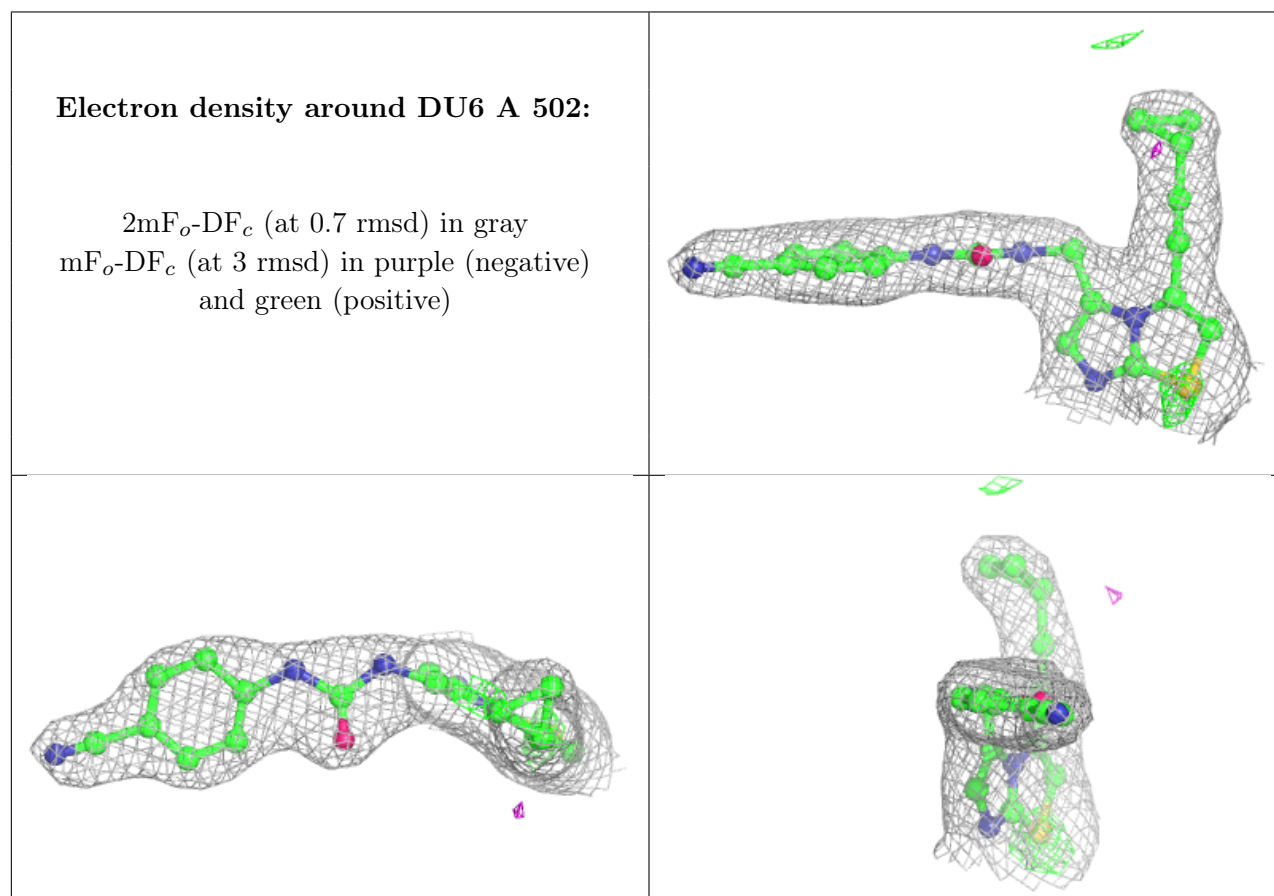 Electron density around DU6 A 502:
2mFo-DFc (at 0.7 rmsd) in gray
mFo-DFc (at 3 rmsd) in purple (negative)
and green (positive)